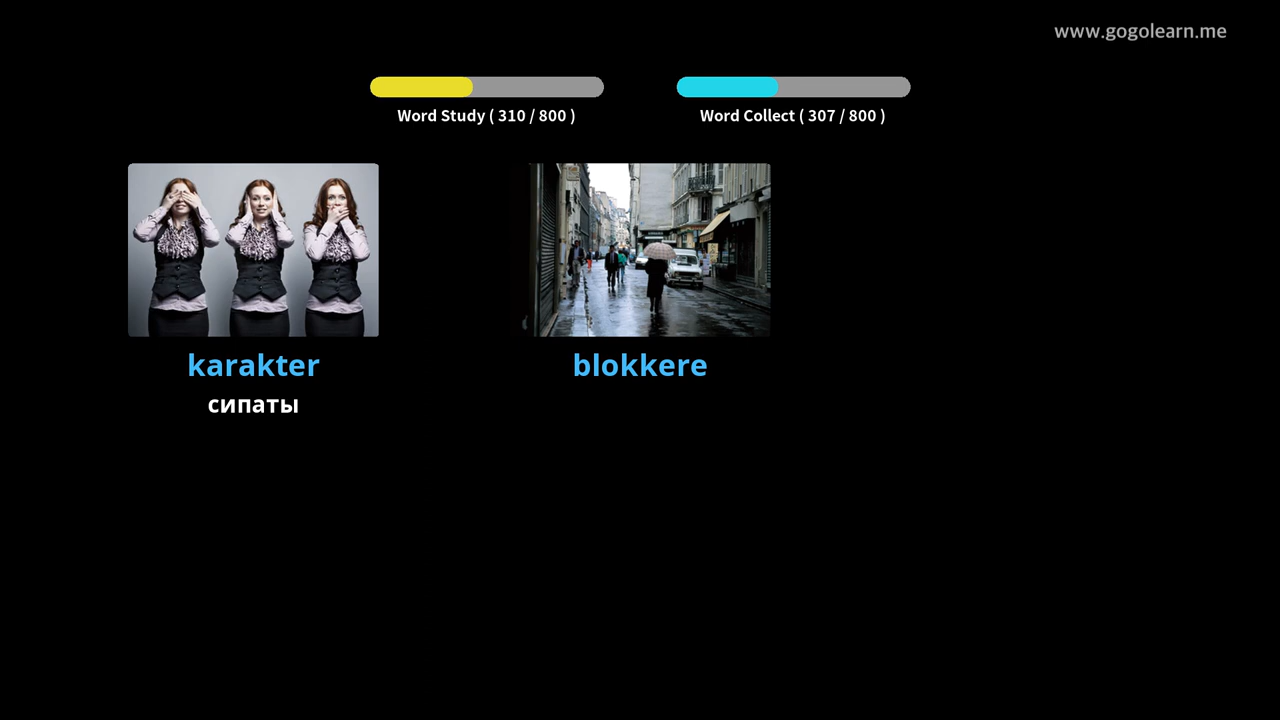 www.gogolearn.me
Word Study ( 310 / 800 )
Word Collect ( 307 / 800 )
karakter
сипаты
blokkere